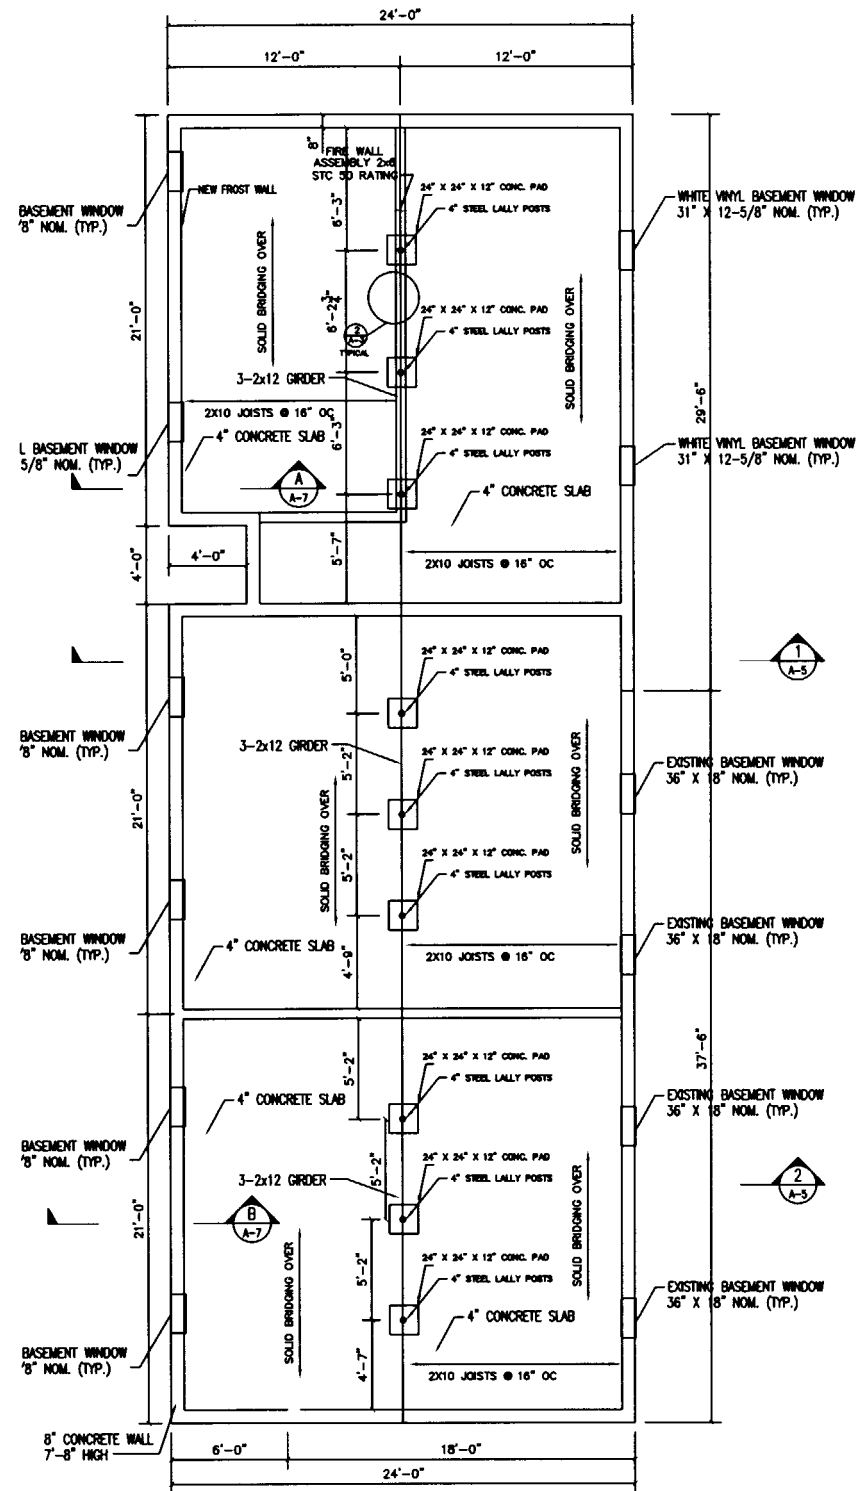 24'-0"
12'-0"
12'-0"
8"
FIRE WALL
ASSEMBLY 2x6
STC 50 RATING
24" X 24" X 12" CONC. PAD
4" STEEL LALLY POSTS
NEW FROST WALL
BASEMENT WINDOW
'8" NOM. (TYP.)
WHITE VINYL BASEMENT WINDOW
31" X 12-5/8" NOM. (TYP.)
6'-3"
SOLID BRIDGING OVER
SOLID BRIDGING OVER
21'-0"
6'-2 3/4"
24" X 24" X 12" CONC. PAD
4" STEEL LALLY POSTS
2
TYPICAL
3-2x12 GIRDER
29'-6"
2X10 JOISTS @ 16" OC
6'-3"
4" CONCRETE SLAB
24" X 24" X 12" CONC. PAD
4" STEEL LALLY POSTS
L BASEMENT WINDOW
5/8" NOM. (TYP.)
WHITE VINYL BASEMENT WINDOW
31" X 12-5/8" NOM. (TYP.)
A
A-7
4" CONCRETE SLAB
4'-0"
4'-0"
5'-7"
2X10 JOISTS @ 16" OC
24" X 24" X 12" CONC. PAD
4" STEEL LALLY POSTS
1
A-5
5'-0"
BASEMENT WINDOW
'8" NOM. (TYP.)
3-2x12 GIRDER
5'-2"
24" X 24" X 12" CONC. PAD
4" STEEL LALLY POSTS
SOLID BRIDGING OVER
EXISTING BASEMENT WINDOW
36" X 18" NOM. (TYP.)
21'-0"
SOLID BRIDGING OVER
5'-2"
24" X 24" X 12" CONC. PAD
4" STEEL LALLY POSTS
BASEMENT WINDOW
'8" NOM. (TYP.)
4" CONCRETE SLAB
4'-9"
2X10 JOISTS @ 16" OC
EXISTING BASEMENT WINDOW
36" X 18" NOM. (TYP.)
37'-6"
5'-2"
24" X 24" X 12" CONC. PAD
4" STEEL LALLY POSTS
4" CONCRETE SLAB
EXISTING BASEMENT WINDOW
36" X 18" NOM. (TYP.)
BASEMENT WINDOW
'8" NOM. (TYP.)
5'-2"
24" X 24" X 12" CONC. PAD
4" STEEL LALLY POSTS
3-2x12 GIRDER
2
A-5
21'-0"
B
A-7
SOLID BRIDGING OVER
SOLID BRIDGING OVER
5'-2"
24" X 24" X 12" CONC. PAD
4" STEEL LALLY POSTS
EXISTING BASEMENT WINDOW
36" X 18" NOM. (TYP.)
4" CONCRETE SLAB
BASEMENT WINDOW
'8" NOM. (TYP.)
4'-7"
2X10 JOISTS @ 16" OC
8" CONCRETE WALL
7'-8" HIGH
6'-0"
18'-0"
24'-0"